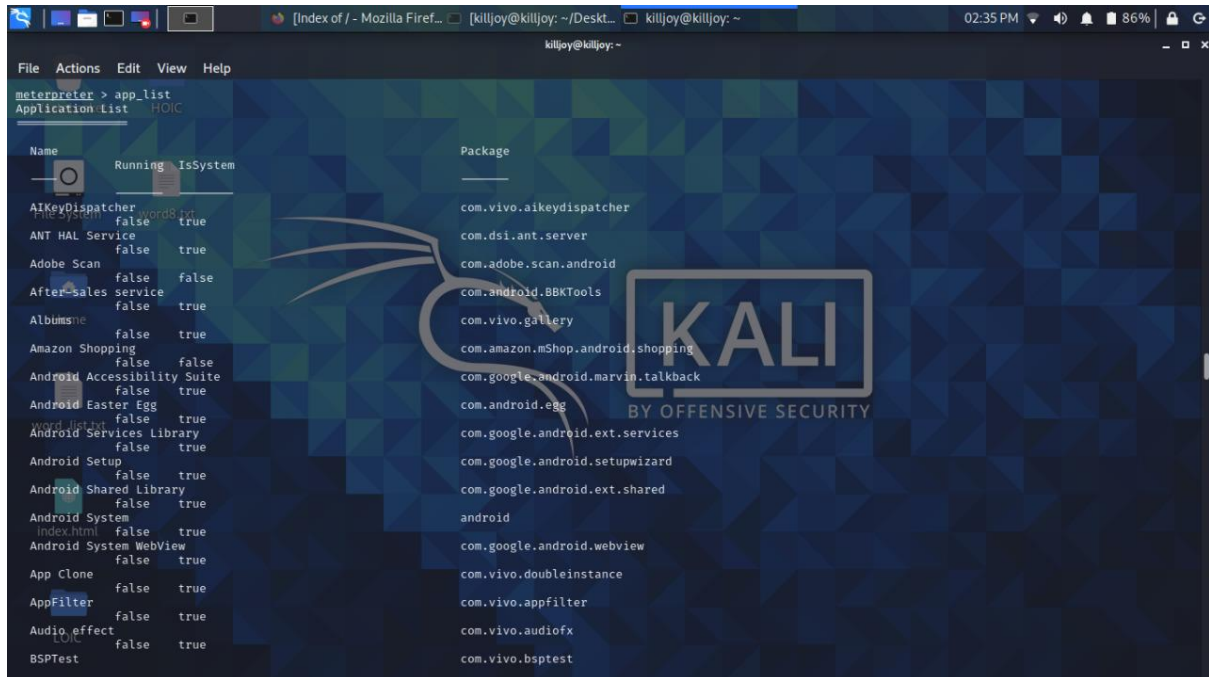 [Index of / - Mozilla Firef... [killjoy@killjoy: ~/Deskt... killjoy@killjoy: ~ 02:35 PM 86%
killjoy@killjoy: ~
File Actions Edit View Help
meterpreter > app_list
Application List
HOIC
Name Package
Running IsSystem
AIKeyDispatcher com.vivo.aikeydispatcher
File System word8.txt
false true
ANT HAL Service com.dsi.ant.server
false true
Adobe Scan com.adobe.scan.android
false false
After-sales service com.android.BBKTools
false true
Albums com.vivo.gallery
false true
Amazon Shopping com.amazon.mShop.android.shopping
false false
Android Accessibility Suite com.google.android.marvin.talkback
false true
Android Easter Egg com.android.egg
false true
Android Services Library com.google.android.ext.services
false true
Android Setup com.google.android.setupwizard
false true
Android Shared Library com.google.android.ext.shared
false true
Android System android
index.html false true
Android System WebView com.google.android.webview
false true
App Clone com.vivo.doubleinstance
false true
AppFilter com.vivo.appfilter
false true
Audio effect com.vivo.audiofx
LOIC false true
BSPTest com.vivo.bsptest
KALI
BY OFFENSIVE SECURITY